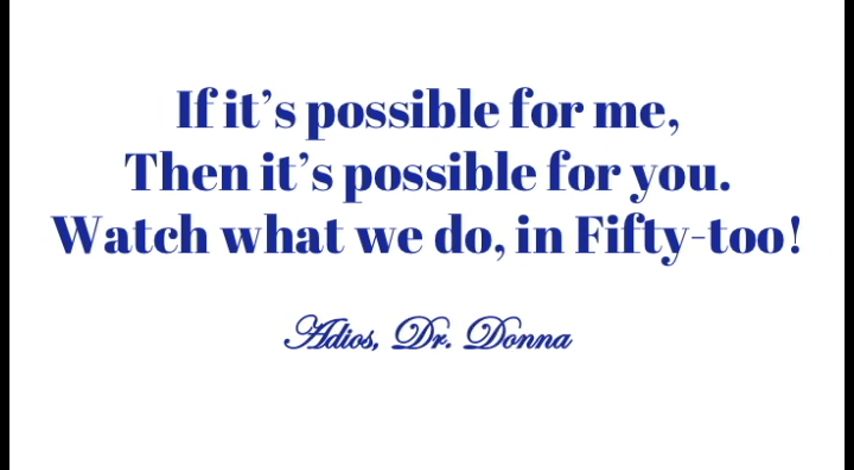 If it’s possible for me,
Then it’s possible for you.
Watch what we do, in Fifty-too!
Adios, Dr. Donna